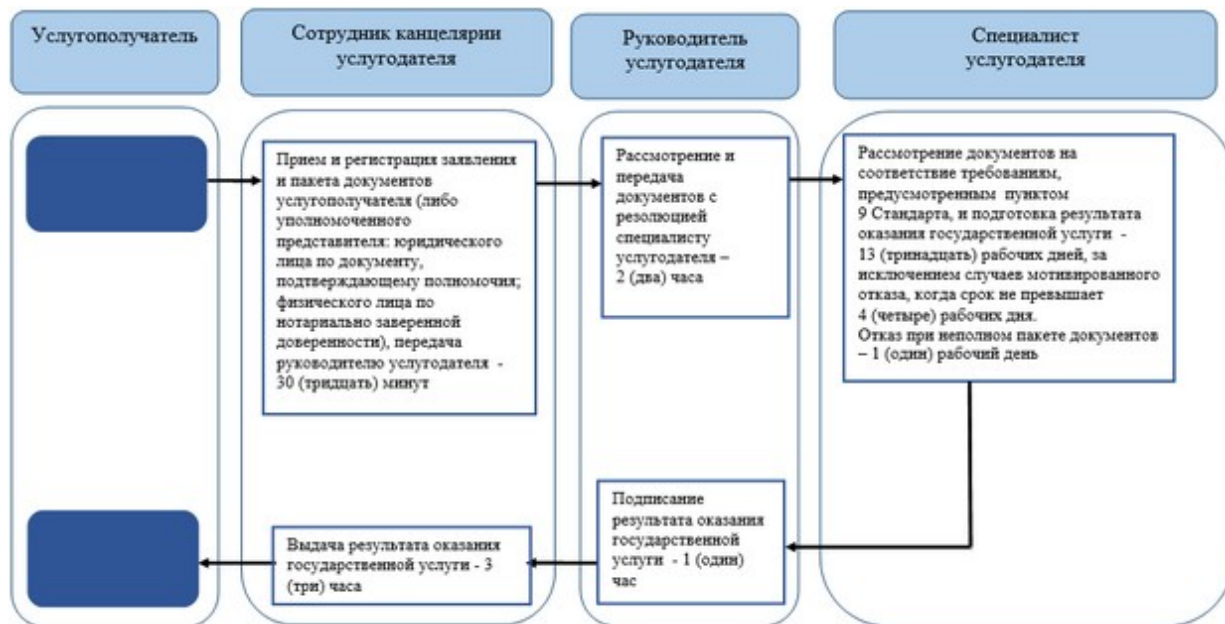 Услугополучатель
Сотрудник канцелярии
услугодателя
Руководитель
услугодателя
Специалист
услугодателя
Прием и регистрация заявления
и пакета документов
услугополучателя (либо
уполномоченного
представителя: юридического
лица по документу,
подтверждающему полномочия;
физического лица по
нотариально заверенной
доверенности), передача
руководителю услугодателя -
30 (тридцать) минут
Рассмотрение и
передача
документов с
резолюцией
специалисту
услугодателя –
2 (два) часа
Рассмотрение документов на
соответствие требованиям,
предусмотренным пунктом
9 Стандарта, и подготовка результата
оказания государственной услуги -
13 (тринадцать) рабочих дней, за
исключением случаев мотивированного
отказа, когда срок не превышает
4 (четыре) рабочих дня.
Отказ при неполном пакете документов
– 1 (один) рабочий день
Подписание
результата оказания
государственной
услуги - 1 (один)
час
Выдача результата оказания
государственной услуги - 3
(три) часа